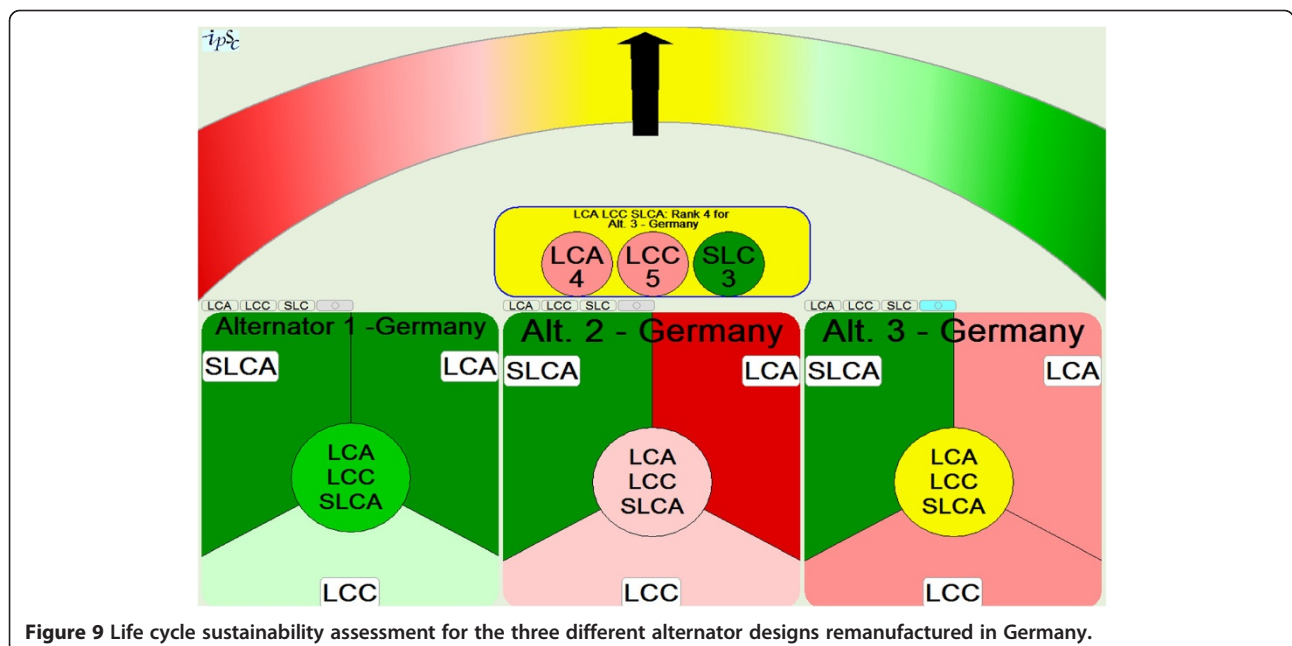 ipsc
LCA LCC SLCA: Rank 4 for
Alt. 3 - Germany
LCA LCC SLC
4 5 3
LCA LCC SLC
LCA LCC SLC
LCA LCC SLC
Alternator 1 -Germany
SLCA LCA
LCA
LCC
SLCA
LCC
Alt. 2 - Germany
SLCA LCA
LCA
LCC
SLCA
LCC
Alt. 3 - Germany
SLCA LCA
LCA
LCC
SLCA
LCC
Figure 9 Life cycle sustainability assessment for the three different alternator designs remanufactured in Germany.